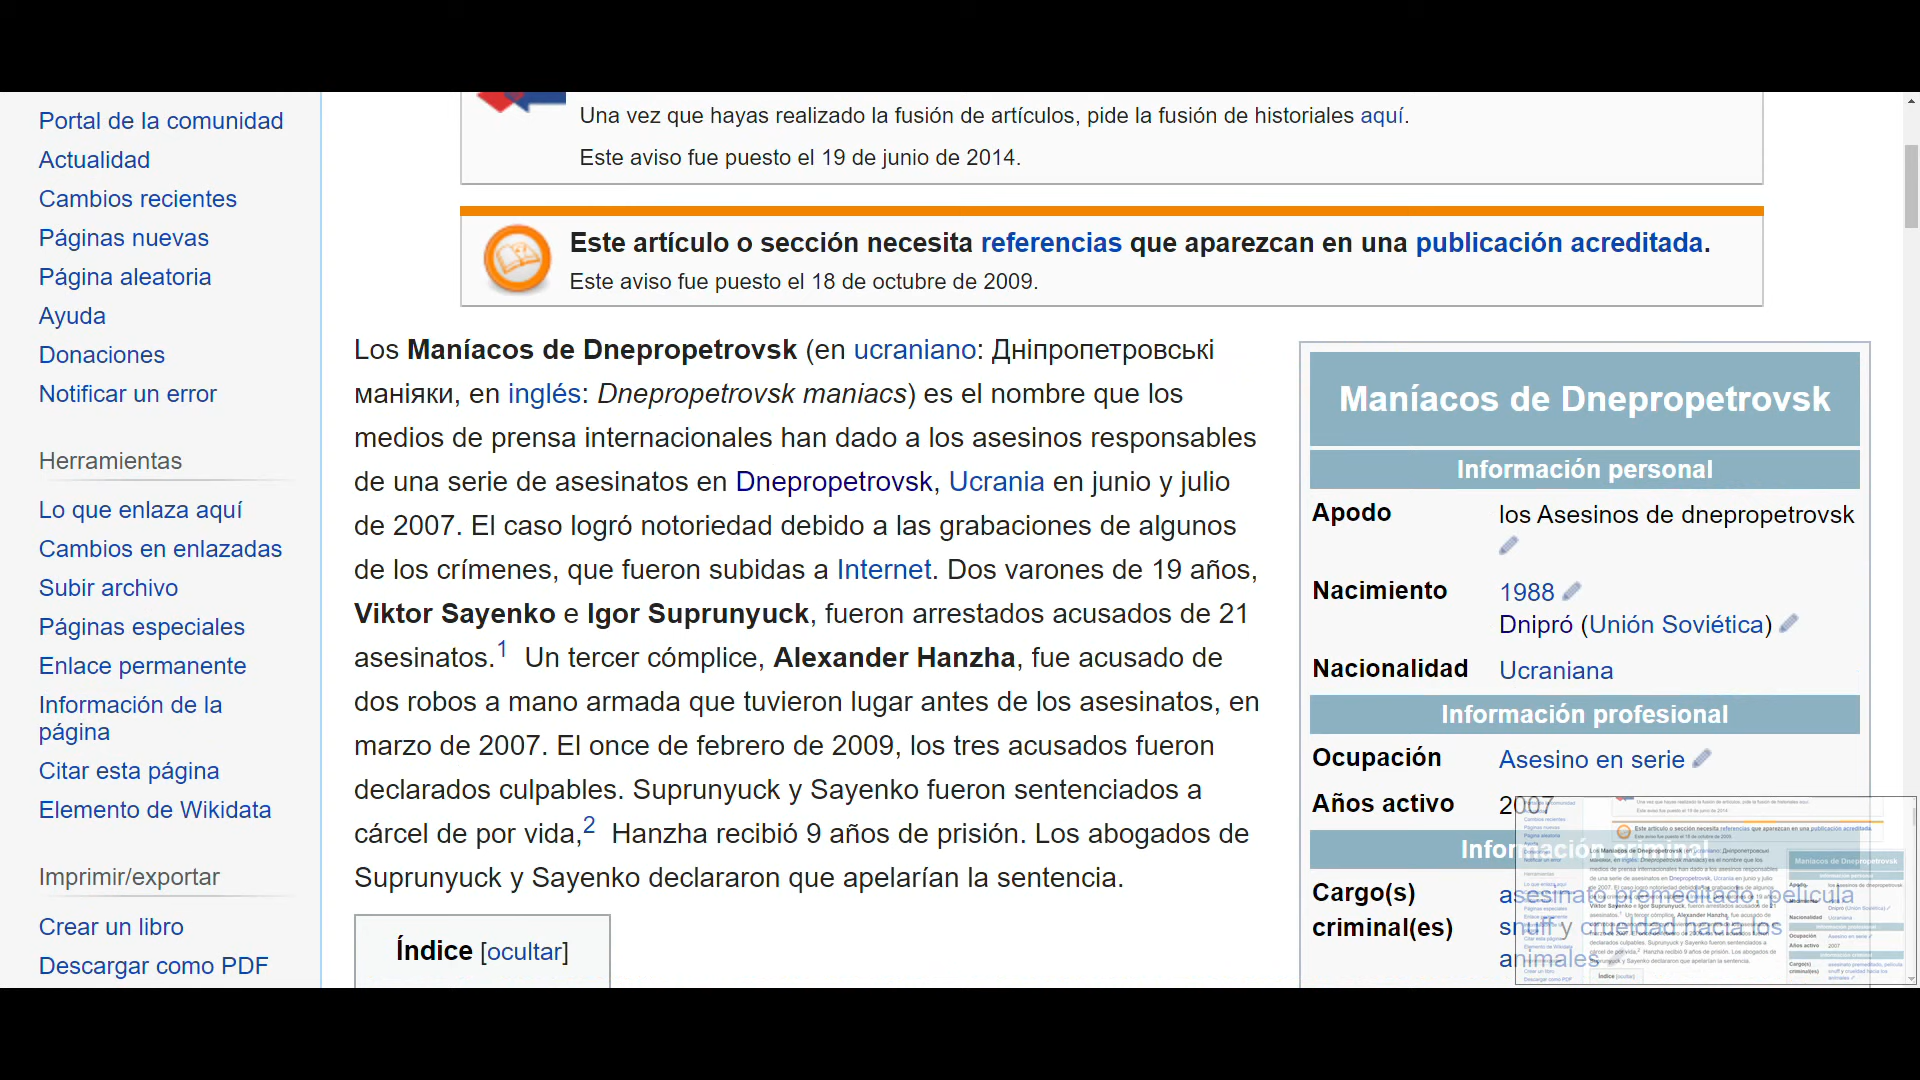 Portal de la comunidad
Actualidad
Cambios recientes
Páginas nuevas
Página aleatoria
Ayuda
Donaciones
Notificar un error
Herramientas
Lo que enlaza aquí
Cambios en enlazadas
Subir archivo
Páginas especiales
Enlace permanente
Información de la
página
Citar esta página
Elemento de Wikidata
Imprimir/exportar
Crear un libro
Descargar como PDF
Una vez que hayas realizado la fusión de artículos, pide la fusión de historiales aquí.
Este aviso fue puesto el 19 de junio de 2014.
Este artículo o sección necesita referencias que aparezcan en una publicación acreditada.
Este aviso fue puesto el 18 de octubre de 2009.
Los Maníacos de Dnepropetrovsk (en ucraniano: Дніпропетровські
маніяки, en inglés: Dnepropetrovsk maniacs) es el nombre que los
medios de prensa internacionales han dado a los asesinos responsables
de una serie de asesinatos en Dnepropetrovsk, Ucrania en junio y julio
de 2007. El caso logró notoriedad debido a las grabaciones de algunos
de los crímenes, que fueron subidas a Internet. Dos varones de 19 años,
Viktor Sayenko e Igor Suprunyuck, fueron arrestados acusados de 21
asesinatos.1 Un tercer cómplice, Alexander Hanzha, fue acusado de
dos robos a mano armada que tuvieron lugar antes de los asesinatos, en
marzo de 2007. El once de febrero de 2009, los tres acusados fueron
declarados culpables. Suprunyuck y Sayenko fueron sentenciados a
cárcel de por vida,2 Hanzha recibió 9 años de prisión. Los abogados de
Suprunyuck y Sayenko declararon que apelarían la sentencia.
Índice [ocultar]
Maníacos de Dnepropetrovsk
Información personal
Apodo los Asesinos de dnepropetrovsk
Nacimiento 1988
Dnipró (Unión Soviética)
Nacionalidad Ucraniana
Información profesional
Ocupación Asesino en serie
Años activo 2007
Información criminal
Cargo(s) asesinato premeditado, película
criminal(es) snuff y crueldad hacia los
animales